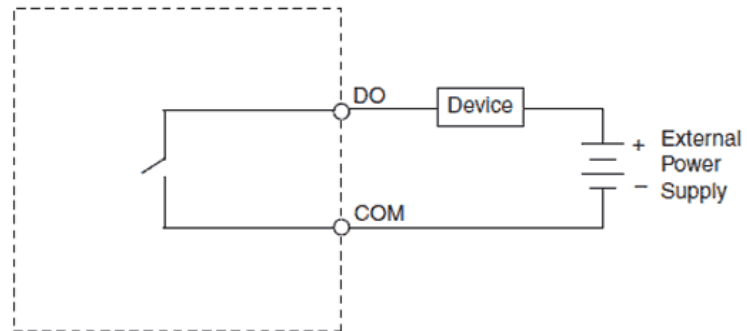 DO
Device
+ External
Power
− Supply
COM